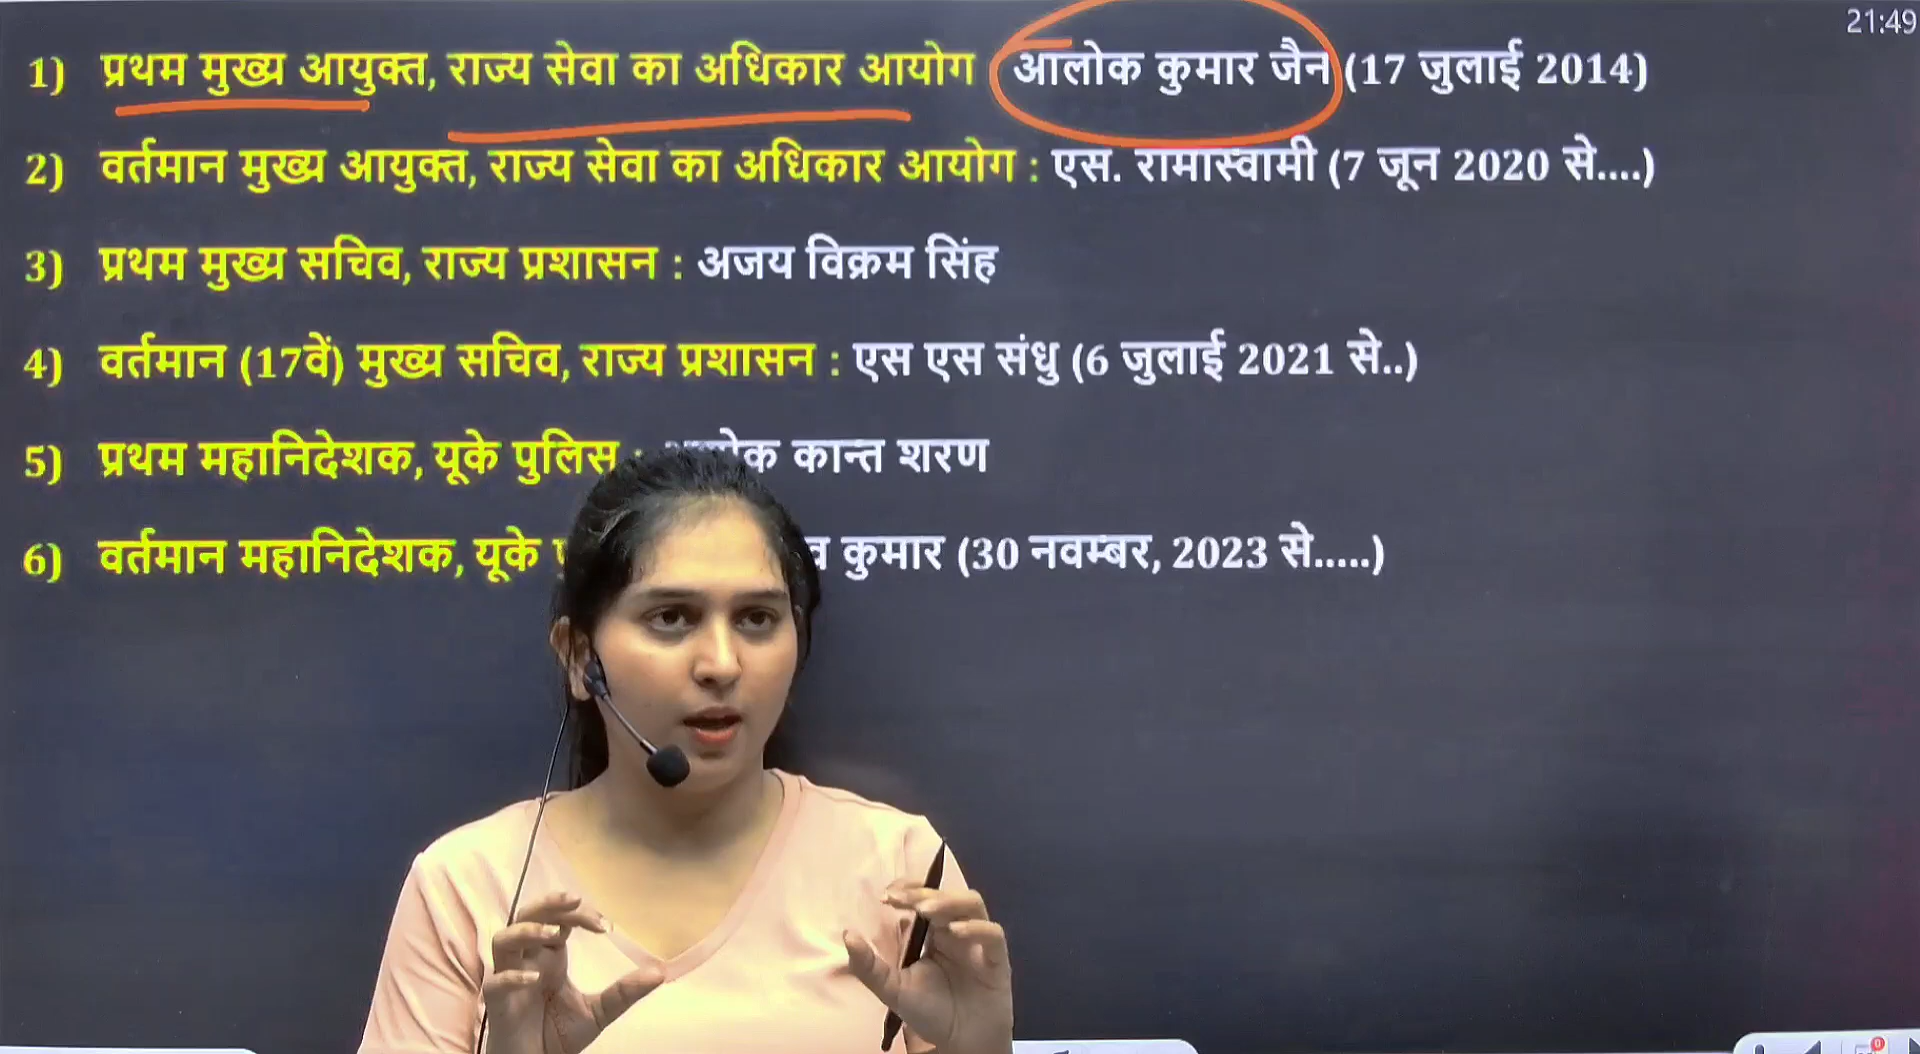 21:49
1) प्रथम मुख्य आयुक्त, राज्य सेवा का अधिकार आयोग आलोक कुमार जैन (17 जुलाई 2014)
2) वर्तमान मुख्य आयुक्त, राज्य सेवा का अधिकार आयोग : एस. रामास्वामी (7 जून 2020 से....)
3) प्रथम मुख्य सचिव, राज्य प्रशासन : अजय विक्रम सिंह
4) वर्तमान (17वें) मुख्य सचिव, राज्य प्रशासन : एस एस संधु (6 जुलाई 2021 से..)
5) प्रथम महानिदेशक, यूके पुलिस : कान्त शरण
6) वर्तमान महानिदेशक, यूके कुमार (30 नवम्बर, 2023 से.....)